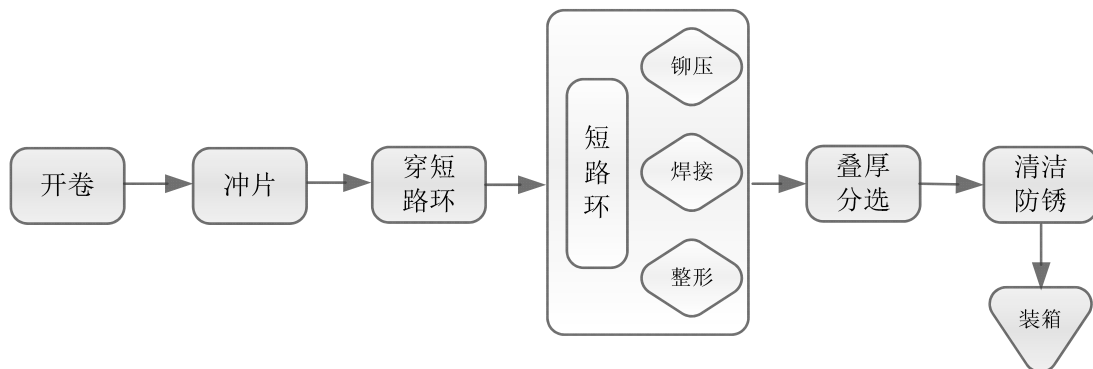 开卷
冲片
穿短
路环
短
路
环
铆压
焊接
整形
叠厚
分选
清洁
防锈
装箱